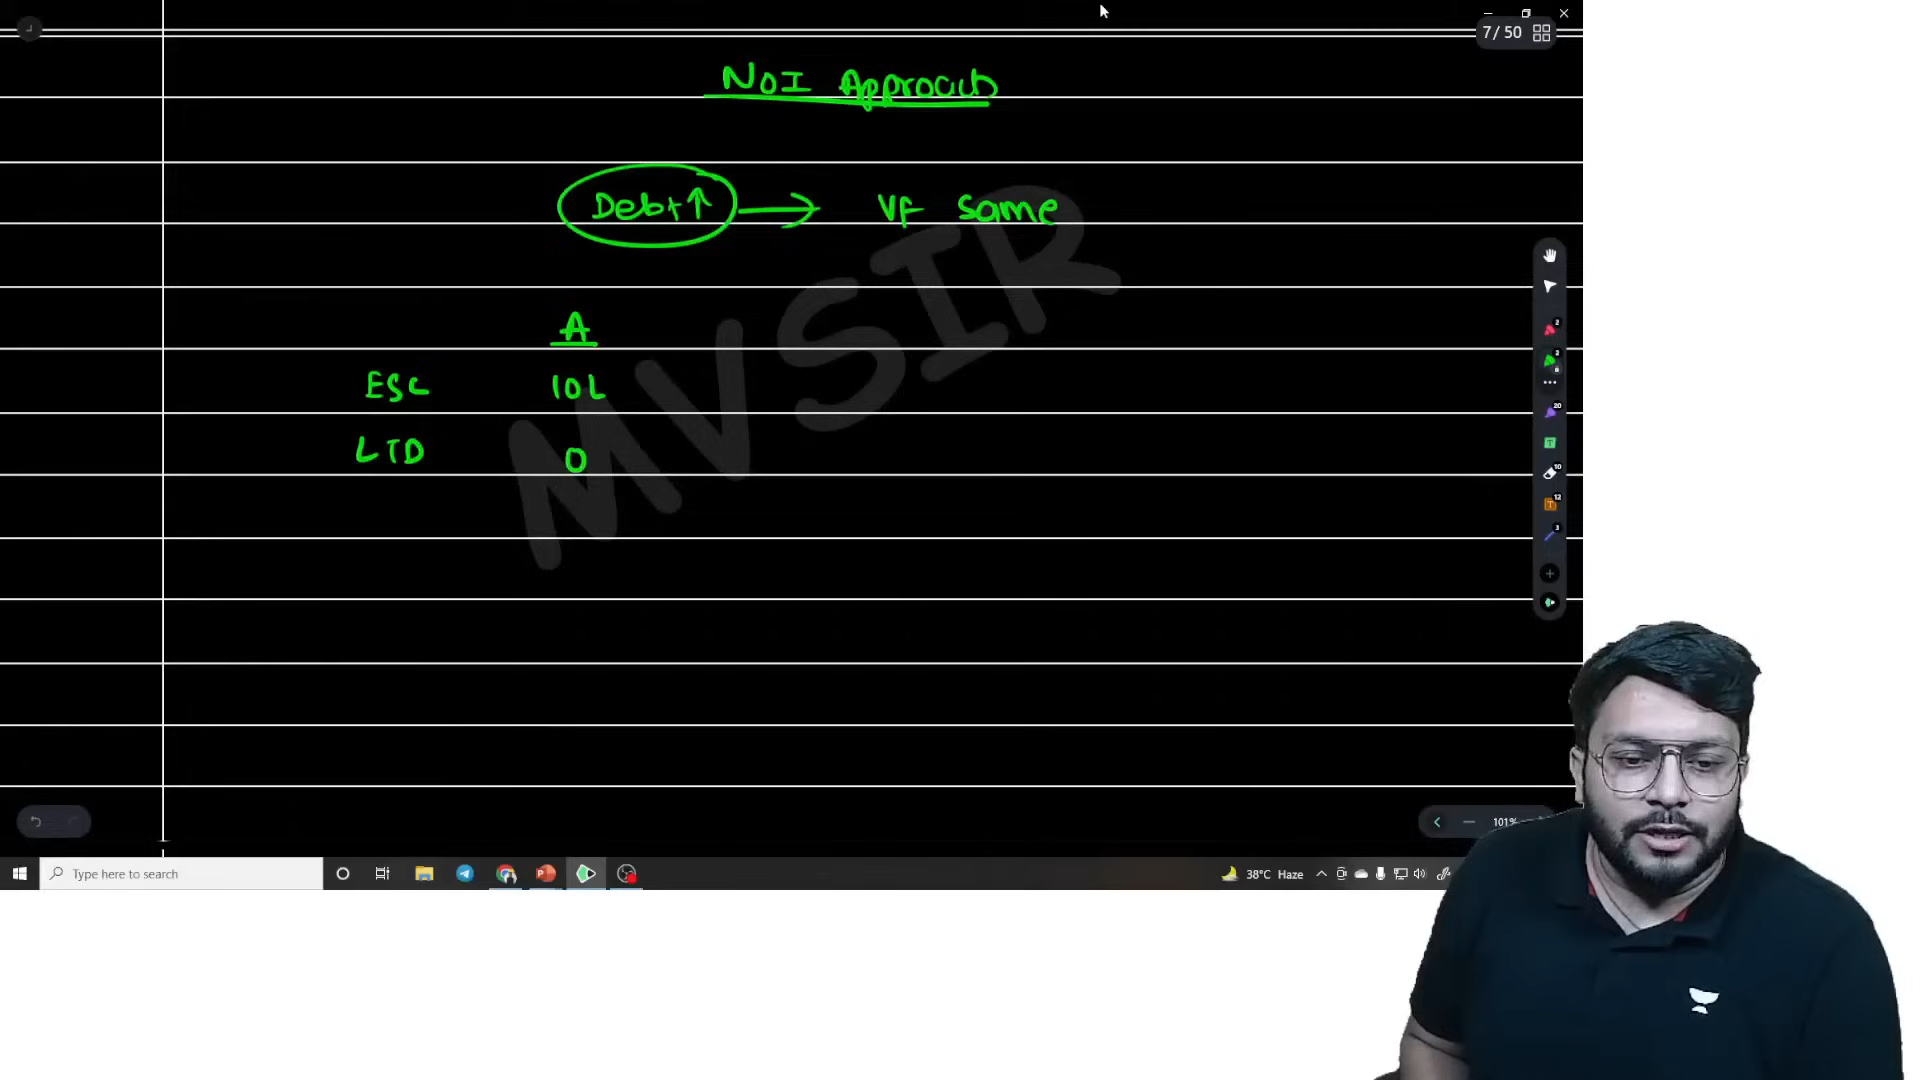 7/ 50
NOI Approach
Debt↑ → VF Same
A
ESC 10L
LTD 0
MVSIR
101%
Type here to search
38°C Haze